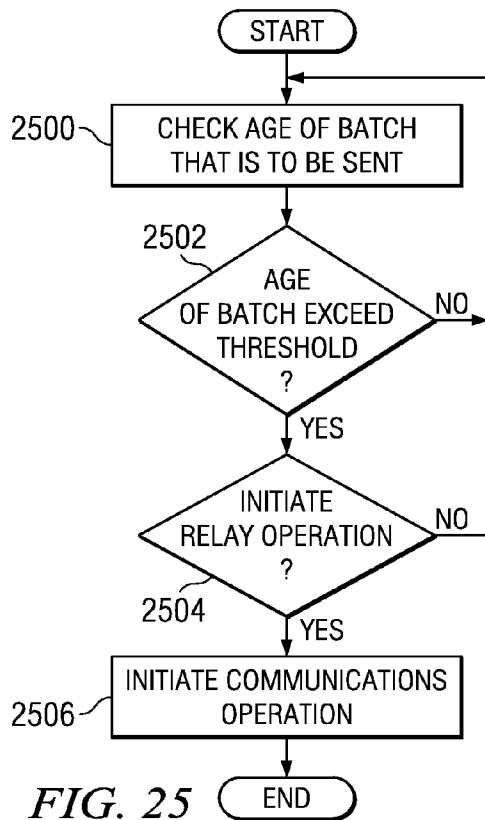 START
2500
CHECK AGE OF BATCH
THAT IS TO BE SENT
2502
AGE
OF BATCH EXCEED
THRESHOLD
?
NO
YES
INITIATE
RELAY OPERATION
?
NO
2504
YES
INITIATE COMMUNICATIONS
OPERATION
2506
FIG. 25
END